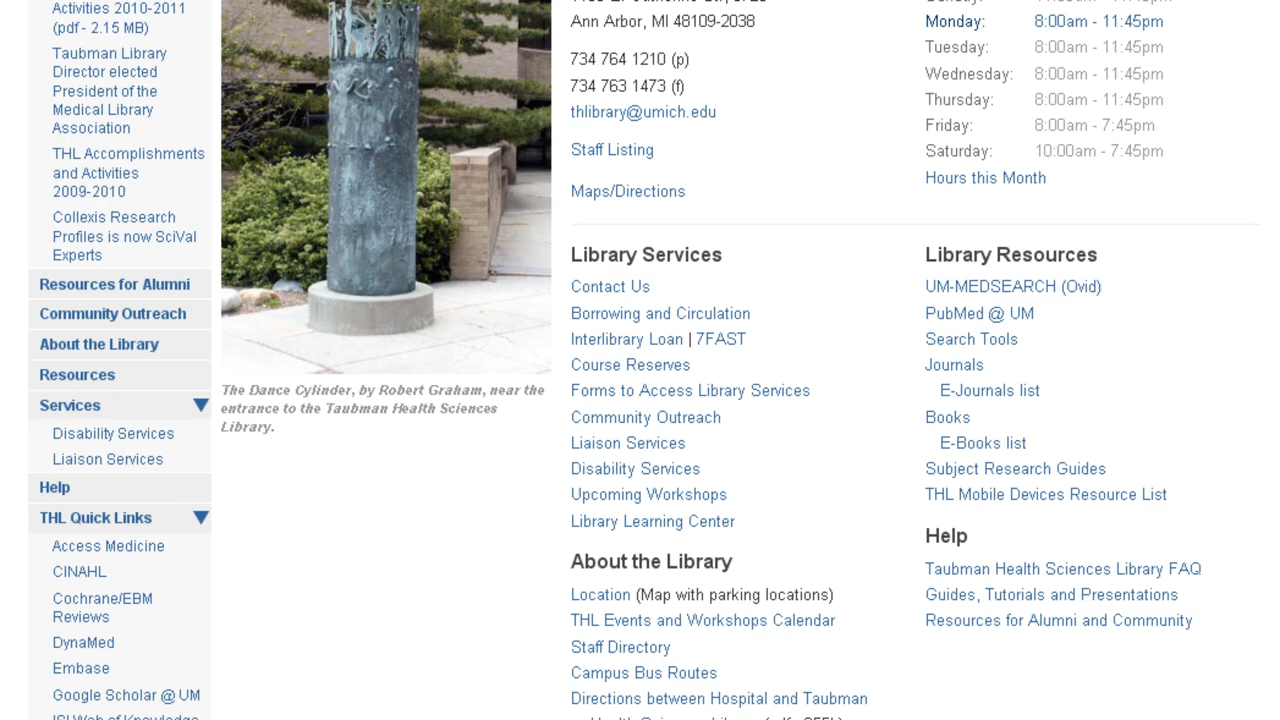 Activities 2010-2011
(pdf - 2.15 MB)
Taubman Library
Director elected
President of the
Medical Library
Association
THL Accomplishments
and Activities
2009-2010
Collexis Research
Profiles is now SciVal
Experts
Resources for Alumni
Community Outreach
About the Library
Resources
Services
Disability Services
Liaison Services
Help
THL Quick Links
Access Medicine
CINAHL
Cochrane/EBM
Reviews
DynaMed
Embase
Google Scholar @ UM
ISI Web of Knowledge
The Dance Cylinder, by Robert Graham, near the
entrance to the Taubman Health Sciences
Library.
Ann Arbor, MI 48109-2038
734 764 1210 (p)
734 763 1473 (f)
thlibrary@umich.edu
Staff Listing
Maps/Directions
Monday: 8:00am - 11:45pm
Tuesday: 8:00am - 11:45pm
Wednesday: 8:00am - 11:45pm
Thursday: 8:00am - 11:45pm
Friday: 8:00am - 7:45pm
Saturday: 10:00am - 7:45pm
Hours this Month
Library Services
Contact Us
Borrowing and Circulation
Interlibrary Loan | 7FAST
Course Reserves
Forms to Access Library Services
Community Outreach
Liaison Services
Disability Services
Upcoming Workshops
Library Learning Center
About the Library
Location (Map with parking locations)
THL Events and Workshops Calendar
Staff Directory
Campus Bus Routes
Directions between Hospital and Taubman
Library Resources
UM-MEDSEARCH (Ovid)
PubMed @ UM
Search Tools
Journals
E-Journals list
Books
E-Books list
Subject Research Guides
THL Mobile Devices Resource List
Help
Taubman Health Sciences Library FAQ
Guides, Tutorials and Presentations
Resources for Alumni and Community